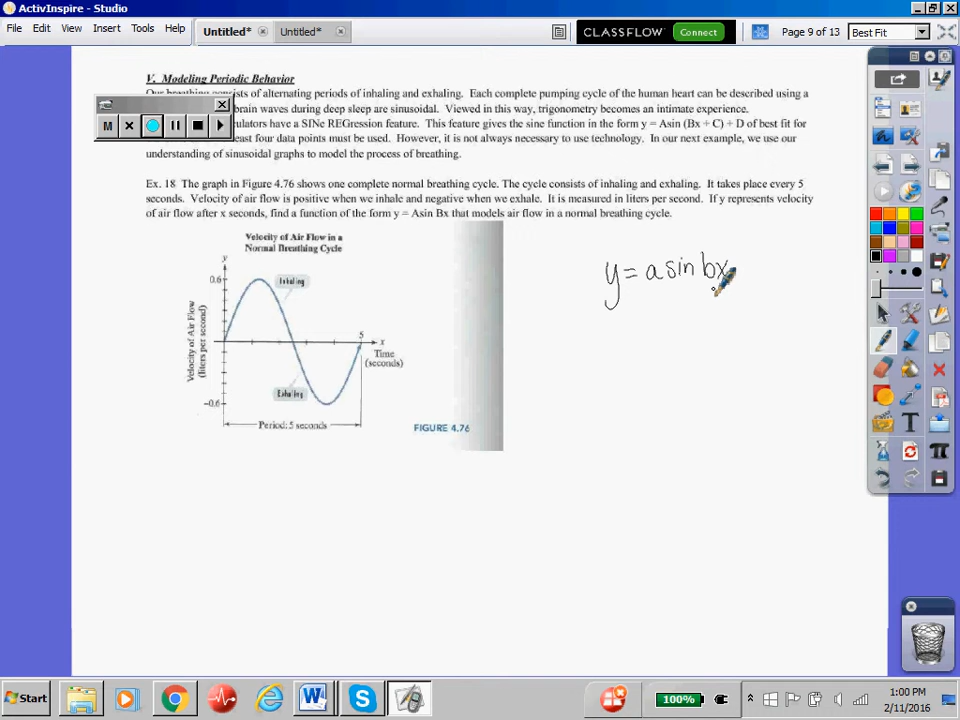 ActivInspire - Studio
File Edit View Insert Tools Help
Untitled* Untitled*
CLASSFLOW Connect
Page 9 of 13 Best Fit
V. Modeling Periodic Behavior
Our breathing consists of alternating periods of inhaling and exhaling. Each complete pumping cycle of the human heart can be described using a
brain waves during deep sleep are sinusoidal. Viewed in this way, trigonometry becomes an intimate experience.
ulators have a SINe REGression feature. This feature gives the sine function in the form y = Asin (Bx + C) + D of best fit for
east four data points must be used. However, it is not always necessary to use technology. In our next example, we use our
understanding of sinusoidal graphs to model the process of breathing.
Ex. 18 The graph in Figure 4.76 shows one complete normal breathing cycle. The cycle consists of inhaling and exhaling. It takes place every 5
seconds. Velocity of air flow is positive when we inhale and negative when we exhale. It is measured in liters per second. If y represents velocity
of air flow after x seconds, find a function of the form y = Asin Bx that models air flow in a normal breathing cycle.
Velocity of Air Flow in a
Normal Breathing Cycle
y
0.6
Inhaling
5
x
Time
(seconds)
Velocity of Air Flow
(liters per second)
Exhaling
-0.6
Period: 5 seconds
FIGURE 4.76
y = a sin bx
M
T
π
Start
W
S
100%
1:00 PM
2/11/2016